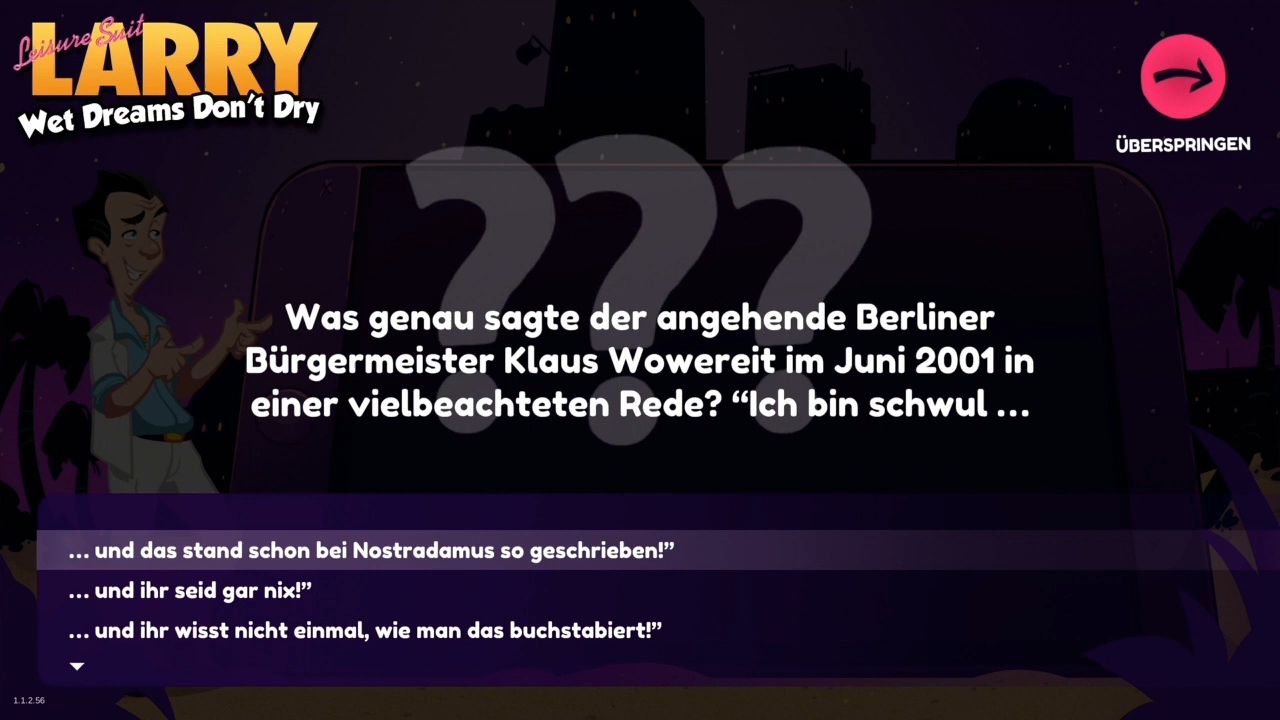 Leisure Suit
LARRY
Wet Dreams Don't Dry
ÜBERSPRINGEN
Was genau sagte der angehende Berliner
Bürgermeister Klaus Wowereit im Juni 2001 in
einer vielbeachteten Rede? “Ich bin schwul ...
... und das stand schon bei Nostradamus so geschrieben!”
... und ihr seid gar nix!”
... und ihr wisst nicht einmal, wie man das buchstabiert!”
1.1.2.56
???